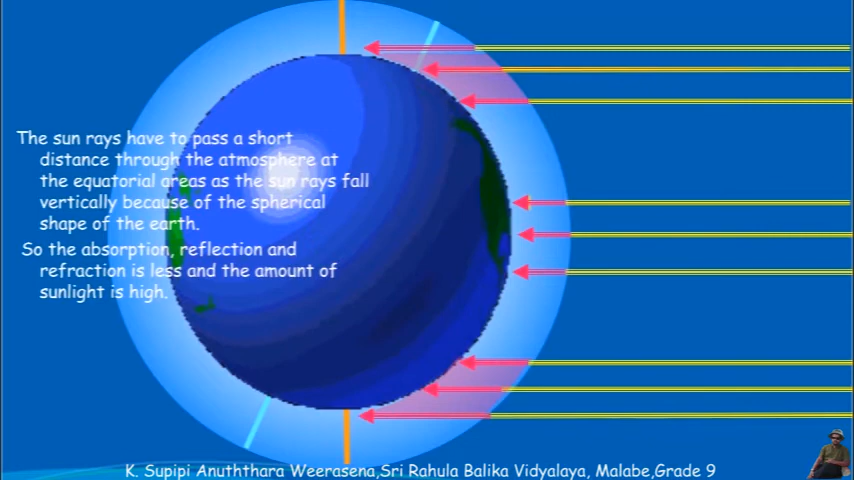 The sun rays have to pass a short
distance through the atmosphere at
the equatorial areas as the sun rays fall
vertically because of the spherical
shape of the earth.
So the absorption, reflection and
refraction is less and the amount of
sunlight is high.
K. Supipi Anuththara Weerasena,Sri Rahula Balika Vidyalaya, Malabe,Grade 9